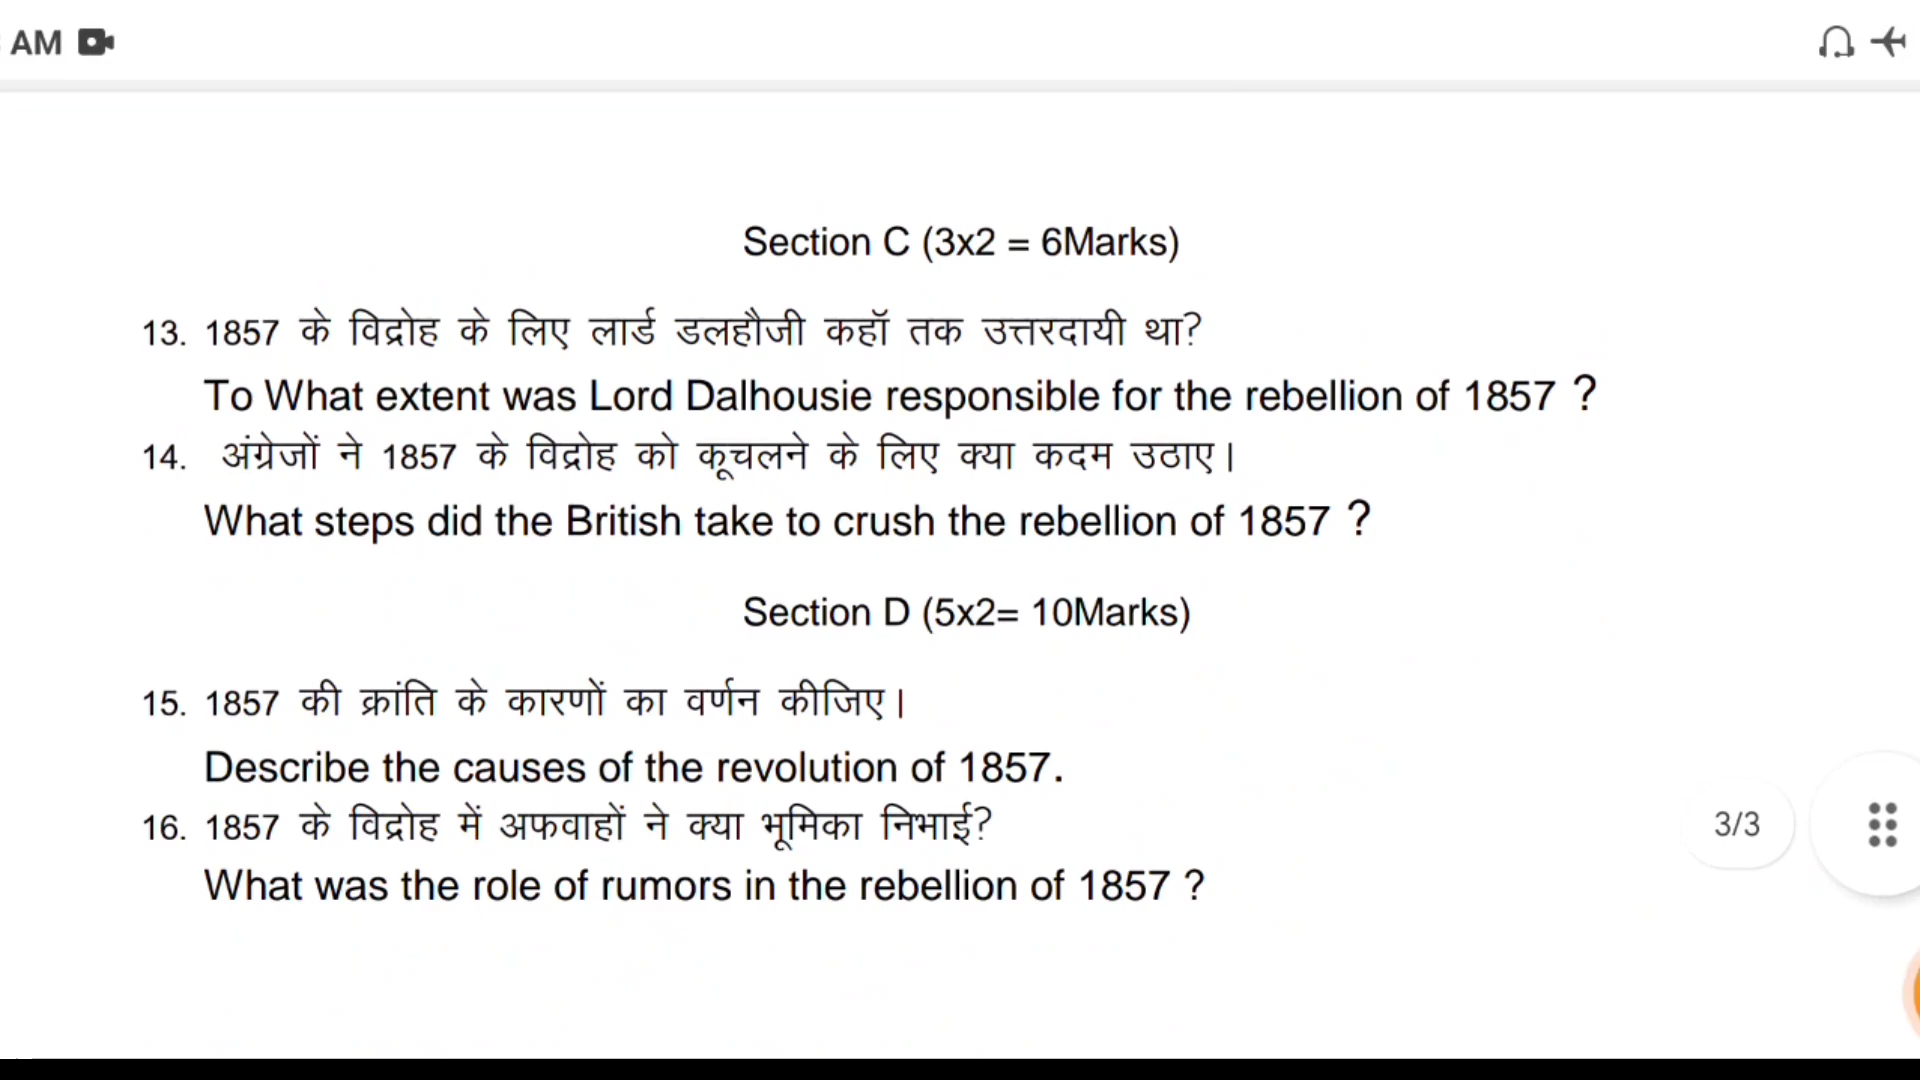 AM
Section C (3x2 = 6Marks)
13. 1857 के विद्रोह के लिए लार्ड डलहौजी कहॉ तक उत्तरदायी था?
To What extent was Lord Dalhousie responsible for the rebellion of 1857 ?
14. अंग्रेजों ने 1857 के विद्रोह को कूचलने के लिए क्या कदम उठाए।
What steps did the British take to crush the rebellion of 1857 ?
Section D (5x2= 10Marks)
15. 1857 की क्रांति के कारणों का वर्णन कीजिए।
Describe the causes of the revolution of 1857.
16. 1857 के विद्रोह में अफवाहों ने क्या भूमिका निभाई?
What was the role of rumors in the rebellion of 1857 ?
3/3